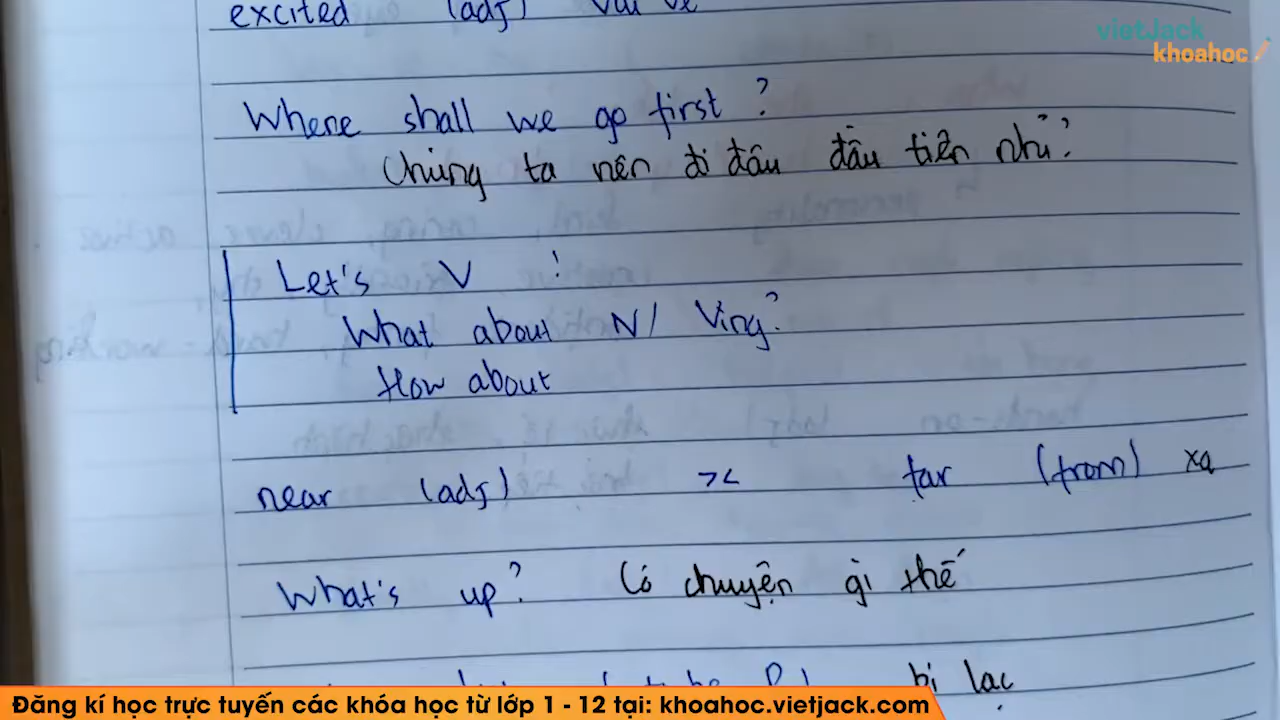 excited (adj) vui vẻ
vietJack
khoahoc
Where shall we go first ?
Chúng ta nên đi đâu đầu tiên nhỉ?
Let's V !
What about N/ Ving?
How about
near (adj) >< far (from) xa
What's up? Có chuyện gì thế
bị lạc
Đăng kí học trực tuyến các khóa học từ lớp 1 - 12 tại: khoahoc.vietjack.com